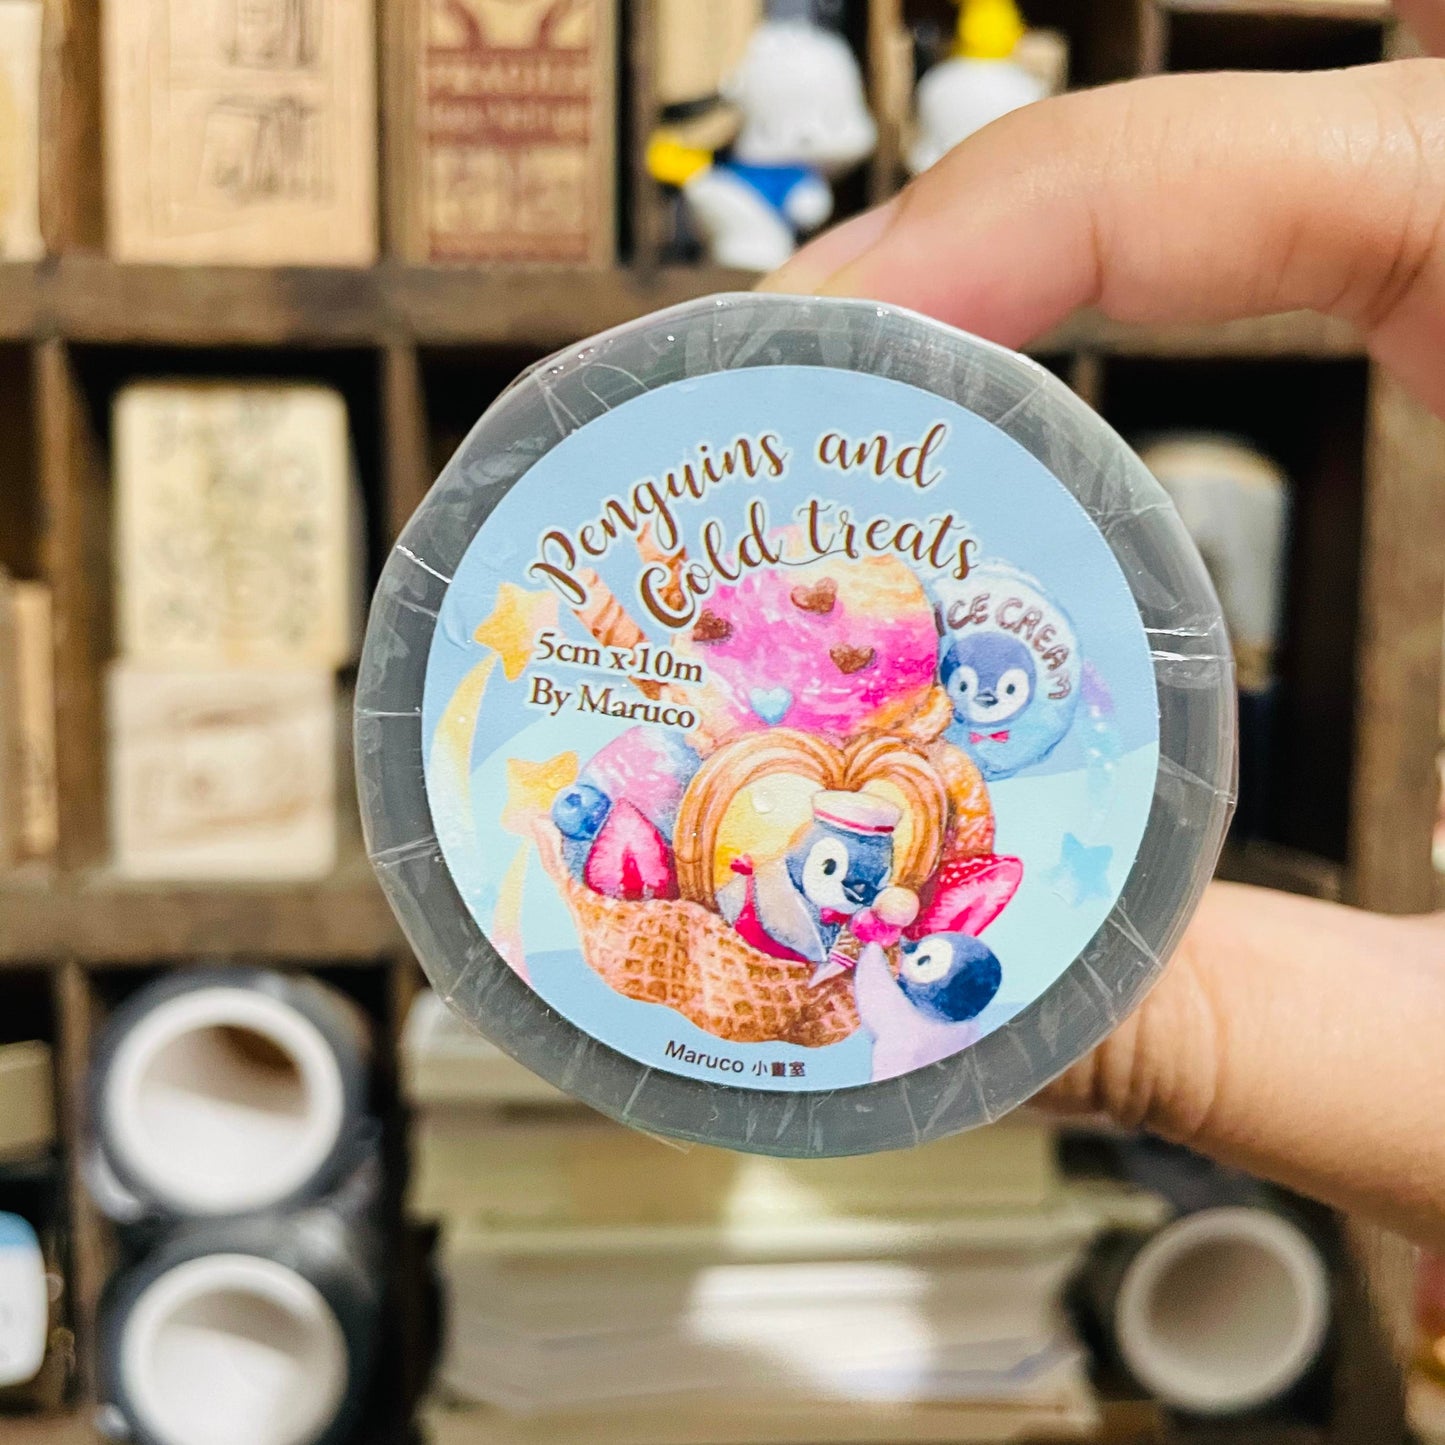 Penguins and
Cold treats
5cm x 10m
By Maruco
ICE CREAM
Maruco 小畫室